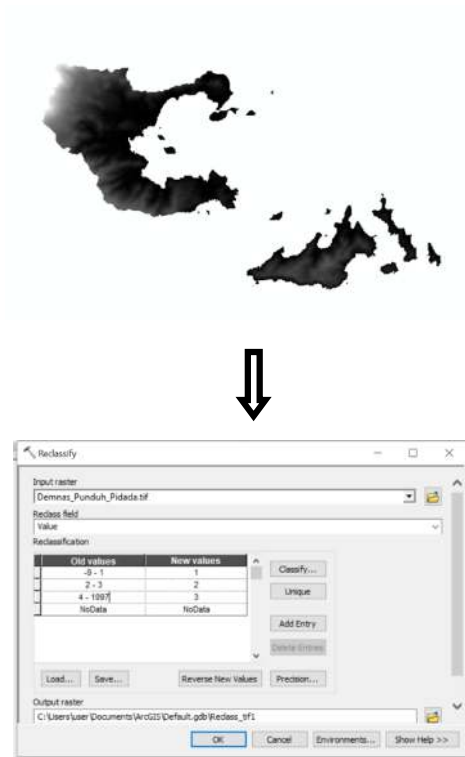 Reclassify
Input raster
Demnas_Punduh_Pidada.tif
Reclass field
Value
Reclassification
Old values New values
-9 - 1 1
2 - 3 2
4 - 1097 3
NoData NoData
Classify...
Unique
Add Entry
Delete Entries
Load... Save... Reverse New Values Precision...
Output raster
C:\Users\user\Documents\ArcGIS\Default.gdb\Reclass_tif1
OK Cancel Environments... Show Help >>